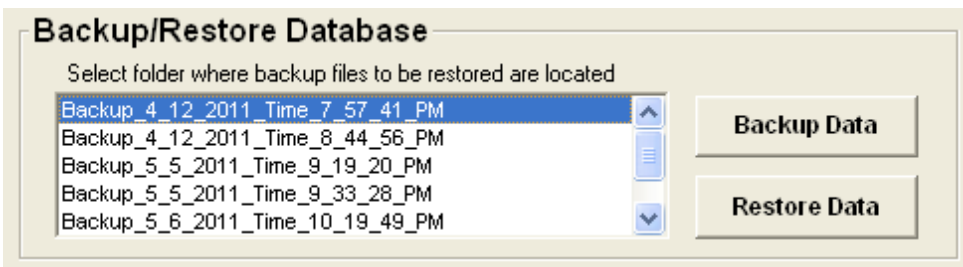 Backup/Restore Database
Select folder where backup files to be restored are located
Backup_4_12_2011_Time_7_57_41_PM
Backup_4_12_2011_Time_8_44_56_PM
Backup_5_5_2011_Time_9_19_20_PM
Backup_5_5_2011_Time_9_33_28_PM
Backup_5_6_2011_Time_10_19_49_PM
Backup Data
Restore Data